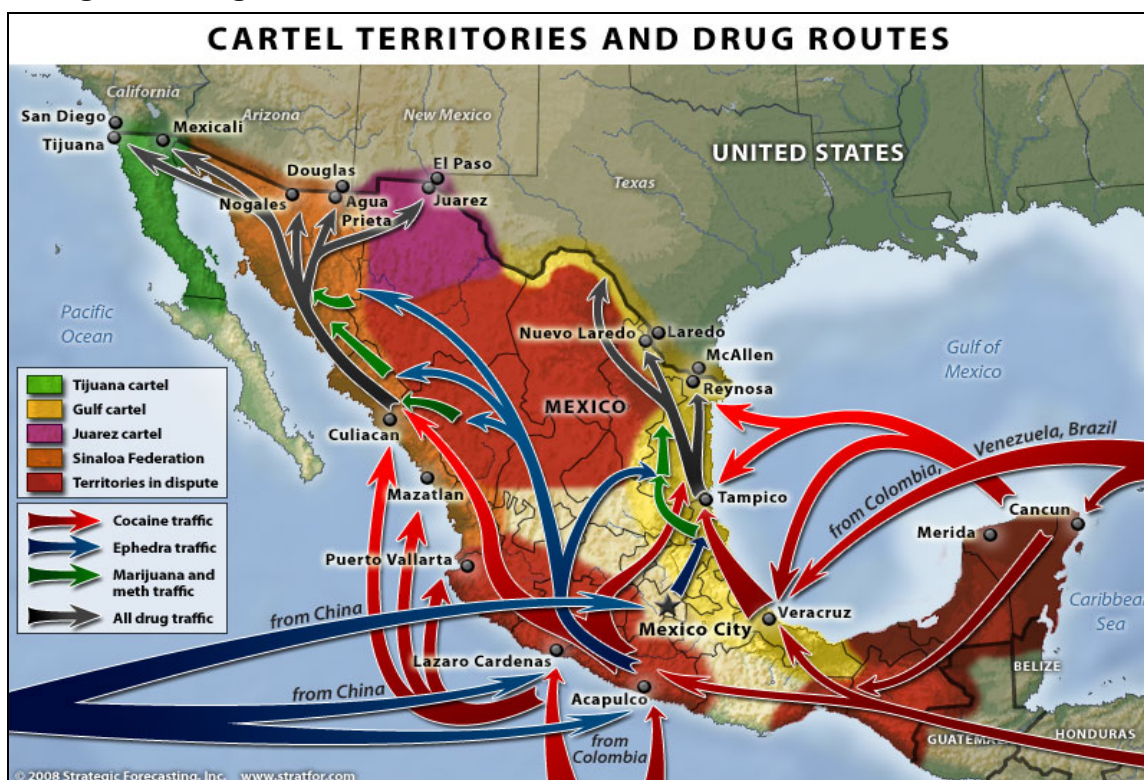 CARTEL TERRITORIES AND DRUG ROUTES
California
Arizona
New Mexico
San Diego
Tijuana
Mexicali
Douglas
El Paso
Nogales
Agua
Prieta
Juarez
UNITED STATES
Texas
Pacific
Ocean
Nuevo Laredo
Laredo
McAllen
Reynosa
Gulf of
Mexico
MEXICO
Tijuana cartel
Gulf cartel
Juarez cartel
Sinaloa Federation
Territories in dispute
Culiacan
Mazatlan
Tampico
from Colombia, Venezuela, Brazil
Cancun
Merida
Cocaine traffic
Ephedra traffic
Marijuana and
meth traffic
All drug traffic
Puerto Vallarta
from China
Mexico City
Veracruz
Caribbean
Sea
Lazaro Cardenas
from China
Acapulco
from
Colombia
BELIZE
GUATEMALA
HONDURAS
© 2008 Strategic Forecasting, Inc. www.stratfor.com